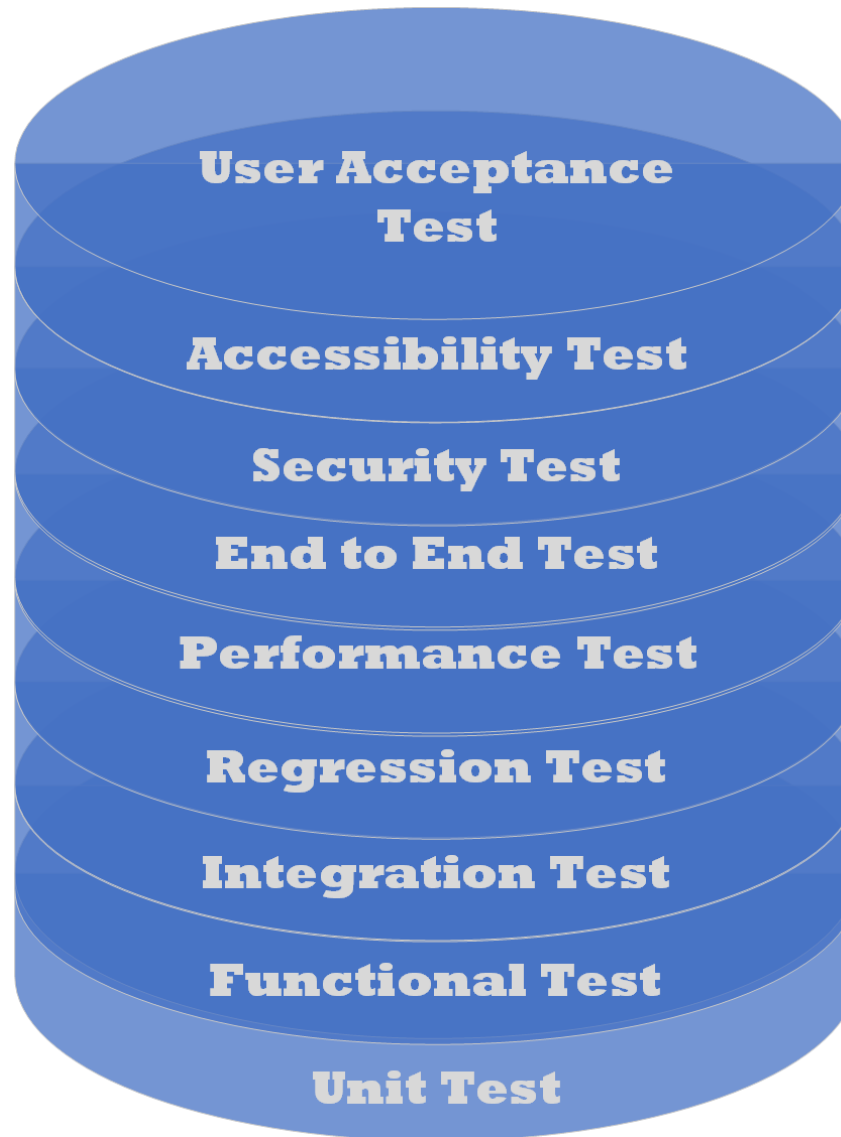 User Acceptance
Test
Accessibility Test
Security Test
End to End Test
Performance Test
Regression Test
Integration Test
Functional Test
Unit Test